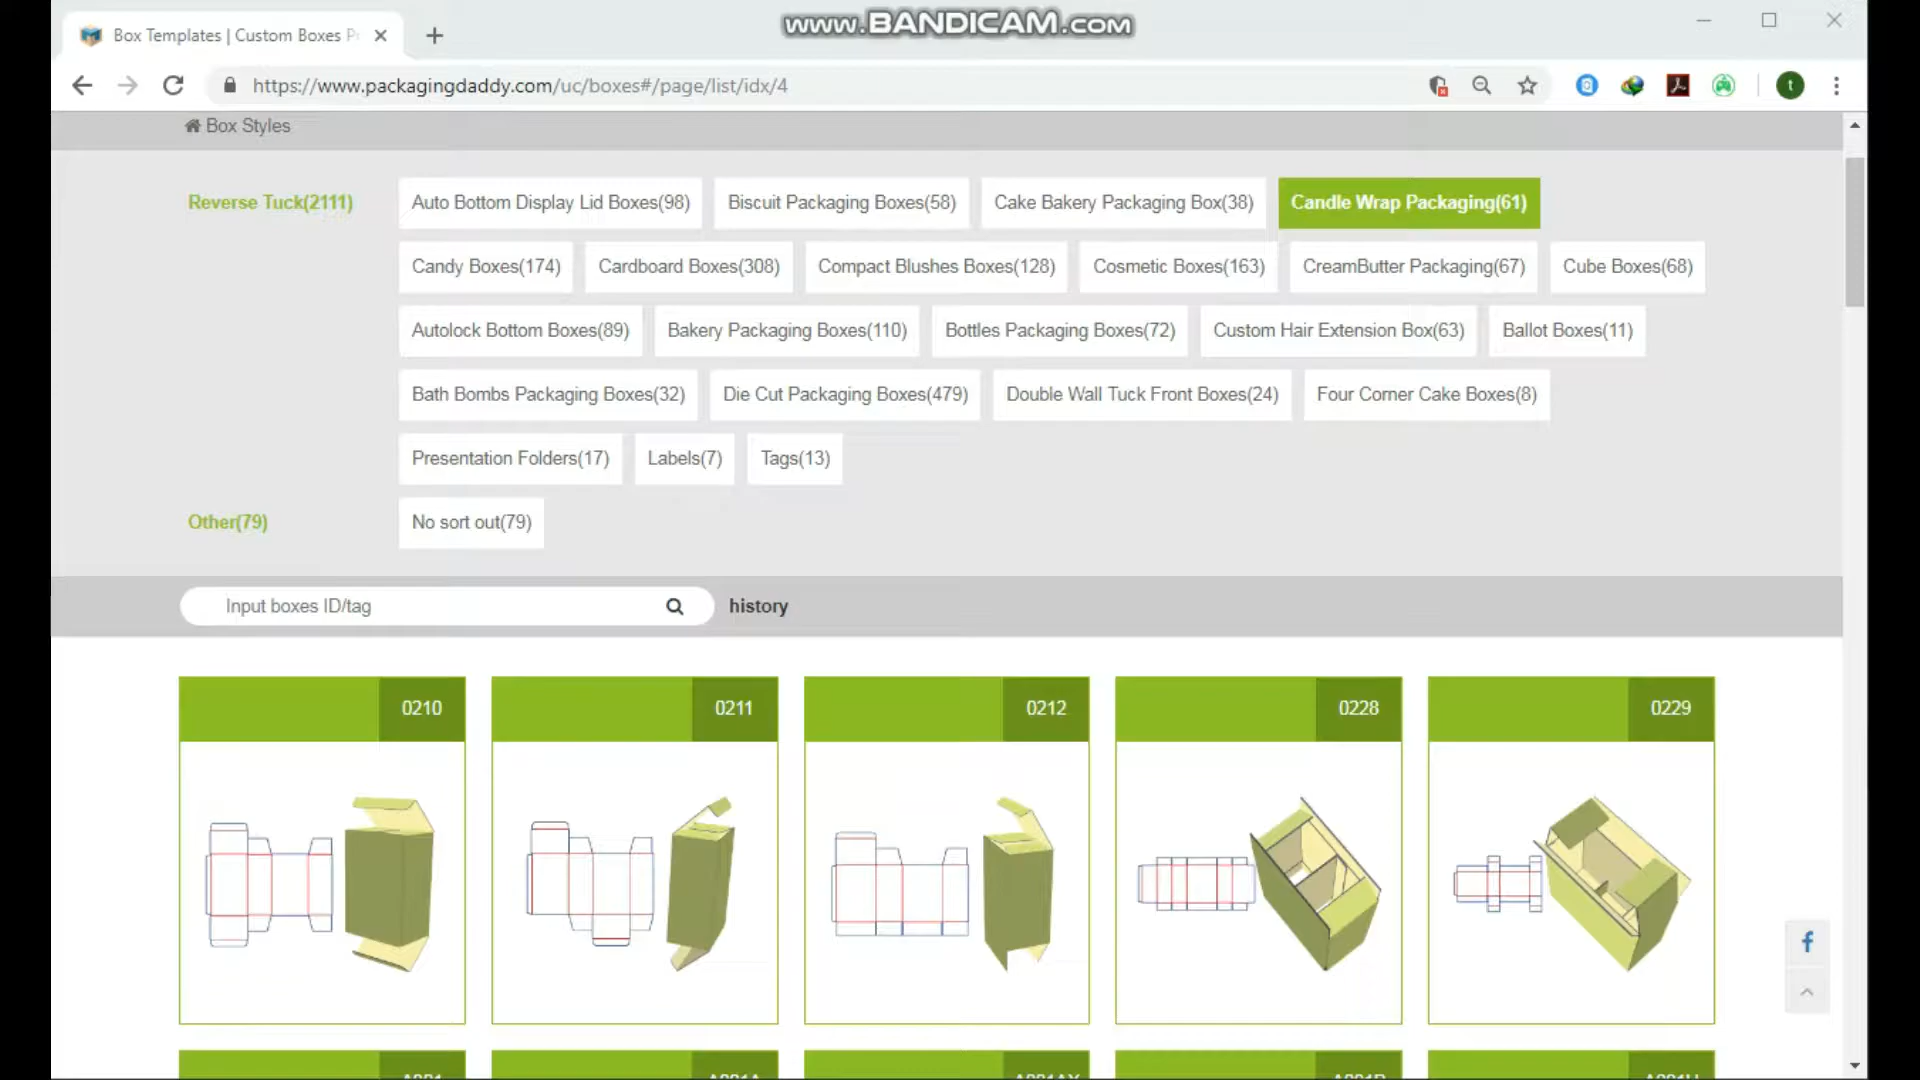 www.BANDICAM.com
Box Templates | Custom Boxes P
https://www.packagingdaddy.com/uc/boxes#/page/list/idx/4
t
Box Styles
Reverse Tuck(2111)
Auto Bottom Display Lid Boxes(98)
Biscuit Packaging Boxes(58)
Cake Bakery Packaging Box(38)
Candle Wrap Packaging(61)
Candy Boxes(174)
Cardboard Boxes(308)
Compact Blushes Boxes(128)
Cosmetic Boxes(163)
CreamButter Packaging(67)
Cube Boxes(68)
Autolock Bottom Boxes(89)
Bakery Packaging Boxes(110)
Bottles Packaging Boxes(72)
Custom Hair Extension Box(63)
Ballot Boxes(11)
Bath Bombs Packaging Boxes(32)
Die Cut Packaging Boxes(479)
Double Wall Tuck Front Boxes(24)
Four Corner Cake Boxes(8)
Presentation Folders(17)
Labels(7)
Tags(13)
Other(79)
No sort out(79)
Input boxes ID/tag
history
0210
0211
0212
0228
0229